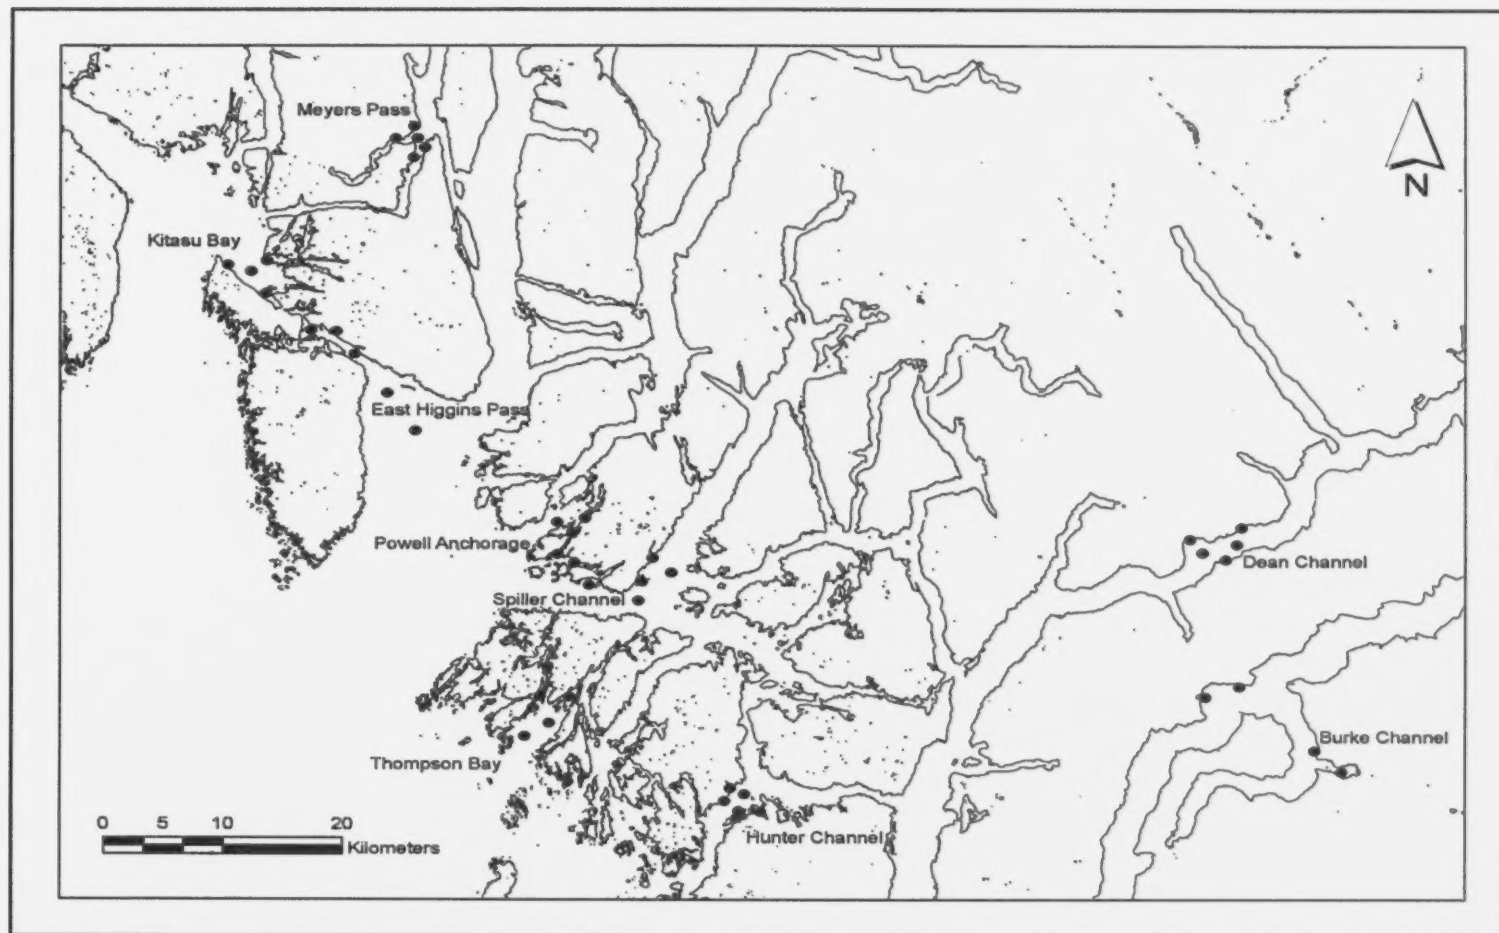 Meyers Pass
N
Kitasu Bay
East Higgins Pass
Powell Anchorage
Dean Channel
Spiller Channel
Burke Channel
Thompson Bay
0 5 10 20
Kilometers
Hunter Channel